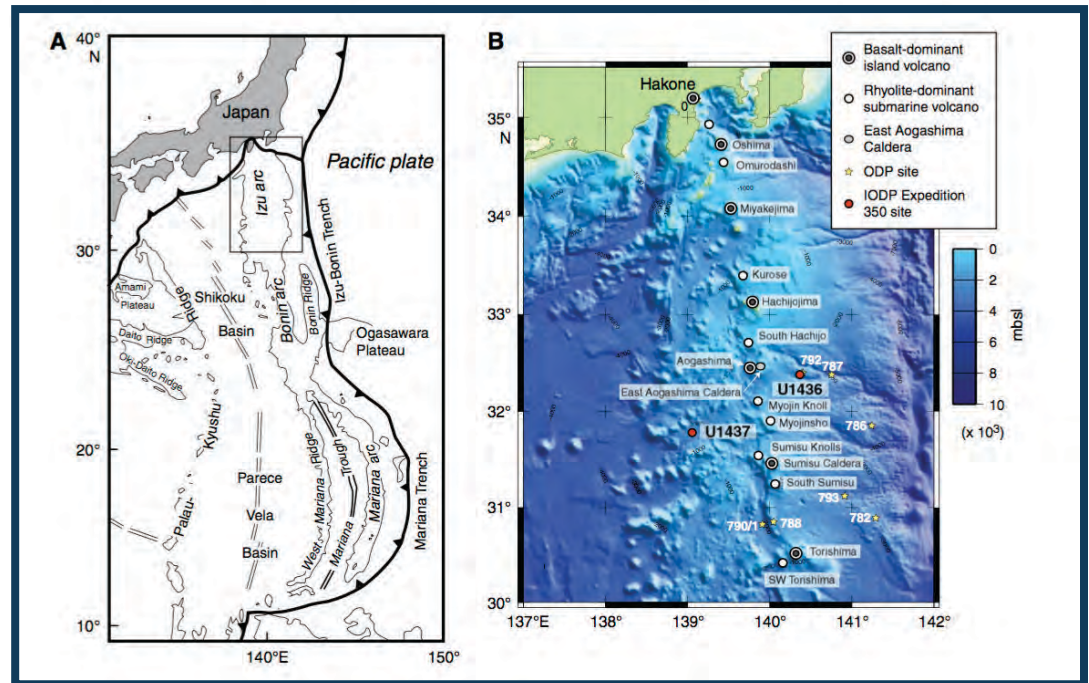 A
40°
N
30°
20°
10°
140°E
150°
Japan
Pacific plate
Izu arc
Izu-Bonin Trench
Bonin arc
Bonin Ridge
Shikoku
Basin
Ogasawara
Plateau
Amami
Plateau
Ridge
Daito Ridge
Oki-Daito Ridge
Kyushu
Palau-
Parece
Vela
Basin
West Mariana Ridge
Mariana Trough
Mariana arc
Mariana Trench
B
35°
N
34°
33°
32°
31°
30°
137°E
138°
139°
140°
141°
142°
Hakone
0
Oshima
Omurodashi
Miyakejima
Kurose
Hachijojima
South Hachijo
Aogashima
792
787
East Aogashima Caldera
U1436
Myojin Knoll
Myojinsho
786
U1437
Sumisu Knolls
Sumisu Caldera
South Sumisu
793
782
790/1
788
Torishima
SW Torishima
Basalt-dominant
island volcano
Rhyolite-dominant
submarine volcano
East Aogashima
Caldera
ODP site
IODP Expedition
350 site
0
2
4
6
8
10
mbsl
(x 10³)